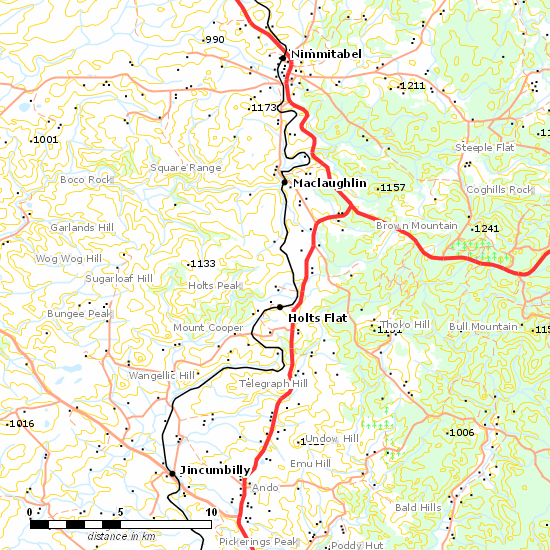 990
Nimmitabel
1211
1173
1001
Steeple Flat
Square Range
Boco Rock
Maclaughlin
1157
Coghills Rock
Garlands Hill
Brown Mountain
1241
Wog Wog Hill
1133
Sugarloaf Hill
Holts Peak
Bungee Peak
Holts Flat
Mount Cooper
Thoko Hill
Bull Mountain
Wangellic Hill
Telegraph Hill
1016
Undow Hill
1006
Emu Hill
Jincumbilly
Ando
Bald Hills
0 5 10
distance in km
Pickerings Peak
Poddy Hut